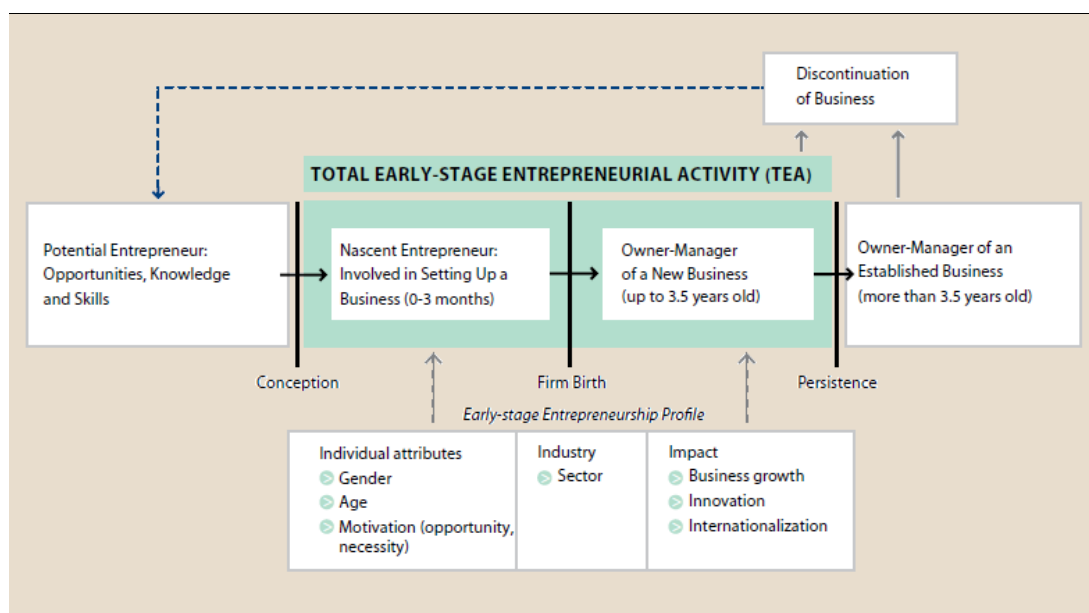 Discontinuation
of Business
TOTAL EARLY-STAGE ENTREPRENEURIAL ACTIVITY (TEA)
Potential Entrepreneur:
Opportunities, Knowledge
and Skills
Nascent Entrepreneur:
Involved in Setting Up a
Business (0-3 months)
Owner-Manager
of a New Business
(up to 3.5 years old)
Owner-Manager of an
Established Business
(more than 3.5 years old)
Conception
Firm Birth
Persistence
Early-stage Entrepreneurship Profile
Individual attributes
Gender
Age
Motivation (opportunity,
necessity)
Industry
Sector
Impact
Business growth
Innovation
Internationalization